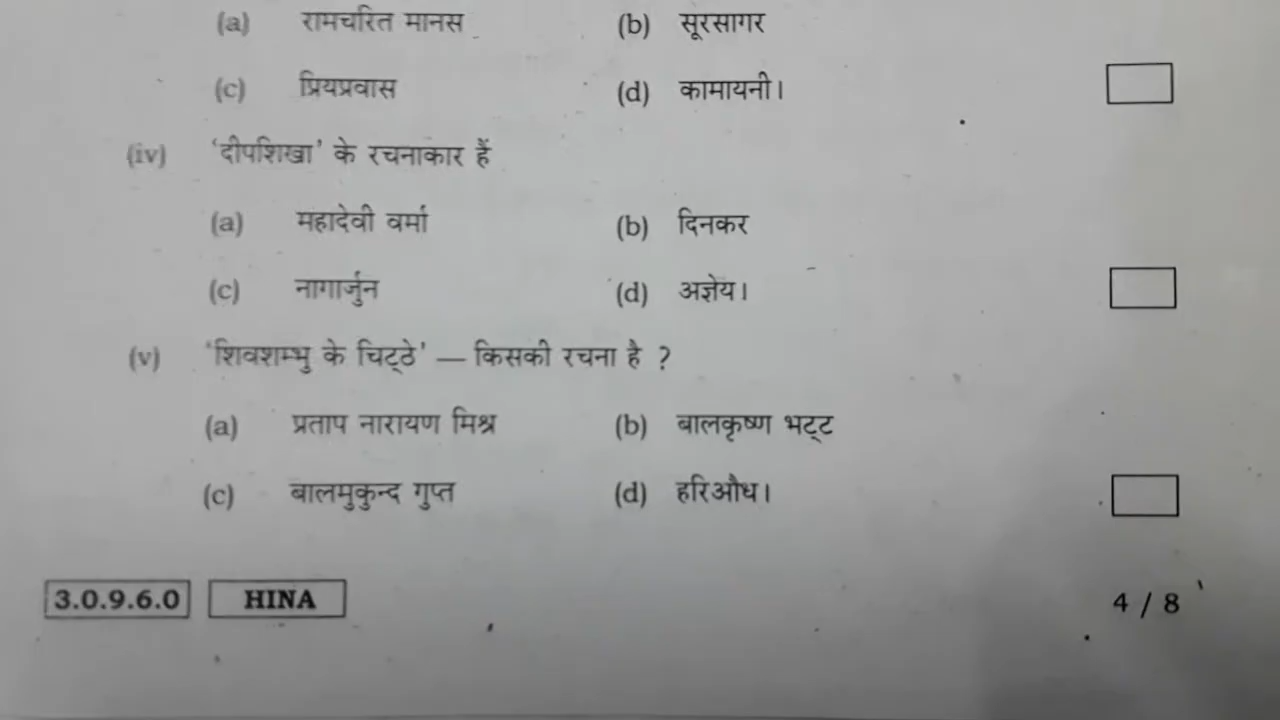 (a) रामचरित मानस (b) सूरसागर
(c) प्रियप्रवास (d) कामायनी।
(iv) 'दीपशिखा' के रचनाकार हैं
(a) महादेवी वर्मा (b) दिनकर
(c) नागार्जुन (d) अज्ञेय।
(v) 'शिवशम्भु के चिट्ठे' — किसकी रचना है ?
(a) प्रताप नारायण मिश्र (b) बालकृष्ण भट्ट
(c) बालमुकुन्द गुप्त (d) हरिऔध।
3.0.9.6.0 HINA 4 / 8